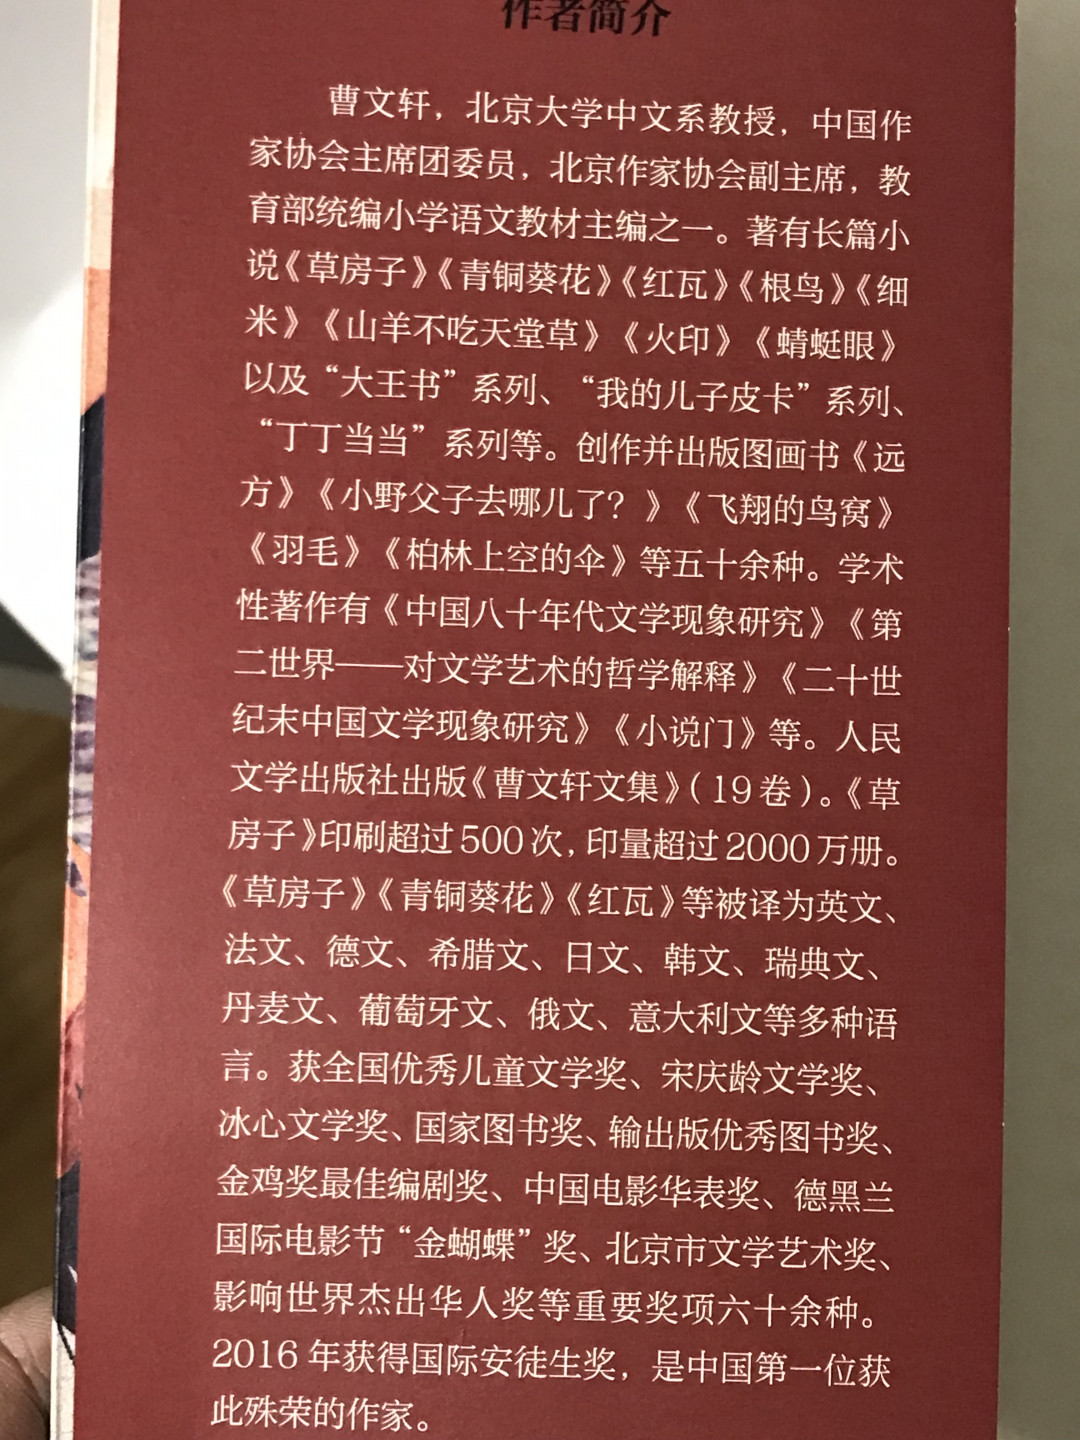 作者简介
曹文轩，北京大学中文系教授，中国作
家协会主席团委员，北京作家协会副主席，教
育部统编小学语文教材主编之一。著有长篇小
说《草房子》《青铜葵花》《红瓦》《根鸟》《细
米》《山羊不吃天堂草》《火印》《蜻蜓眼》
以及“大王书”系列、“我的儿子皮卡”系列、
“丁丁当当”系列等。创作并出版图画书《远
方》《小野父子去哪儿了？》《飞翔的鸟窝》
《羽毛》《柏林上空的伞》等五十余种。学术
性著作有《中国八十年代文学现象研究》《第
二世界——对文学艺术的哲学解释》《二十世
纪末中国文学现象研究》《小说门》等。人民
文学出版社出版《曹文轩文集》（19卷）。《草
房子》印刷超过500次，印量超过2000万册。
《草房子》《青铜葵花》《红瓦》等被译为英文、
法文、德文、希腊文、日文、韩文、瑞典文、
丹麦文、葡萄牙文、俄文、意大利文等多种语
言。获全国优秀儿童文学奖、宋庆龄文学奖、
冰心文学奖、国家图书奖、输出版优秀图书奖、
金鸡奖最佳编剧奖、中国电影华表奖、德黑兰
国际电影节“金蝴蝶”奖、北京市文学艺术奖、
影响世界杰出华人奖等重要奖项六十余种。
2016年获得国际安徒生奖，是中国第一位获
此殊荣的作家。